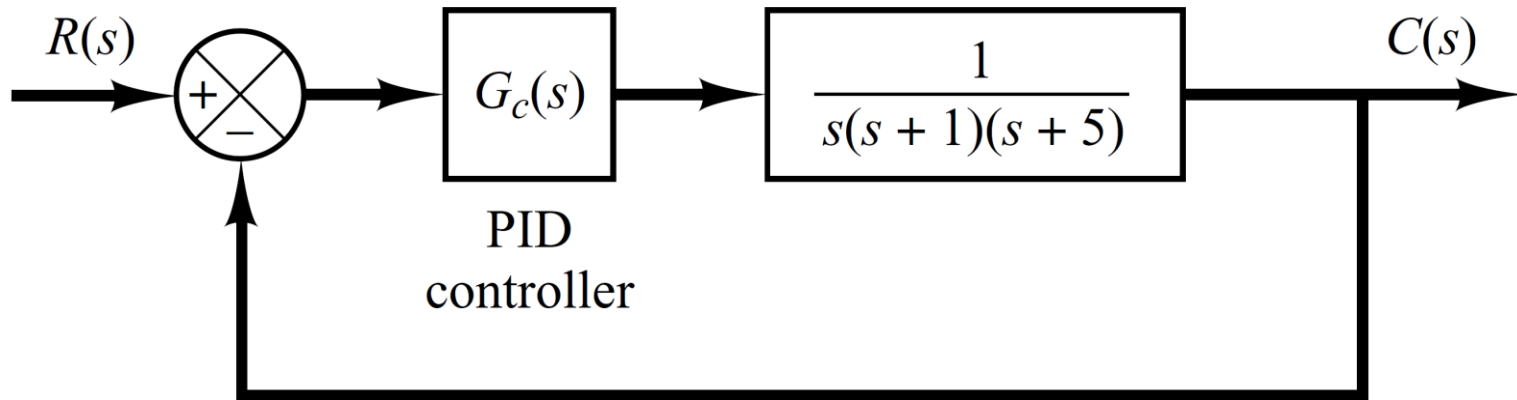 R(s)
+
−
G_c(s)
1
s(s + 1)(s + 5)
C(s)
PID
controller